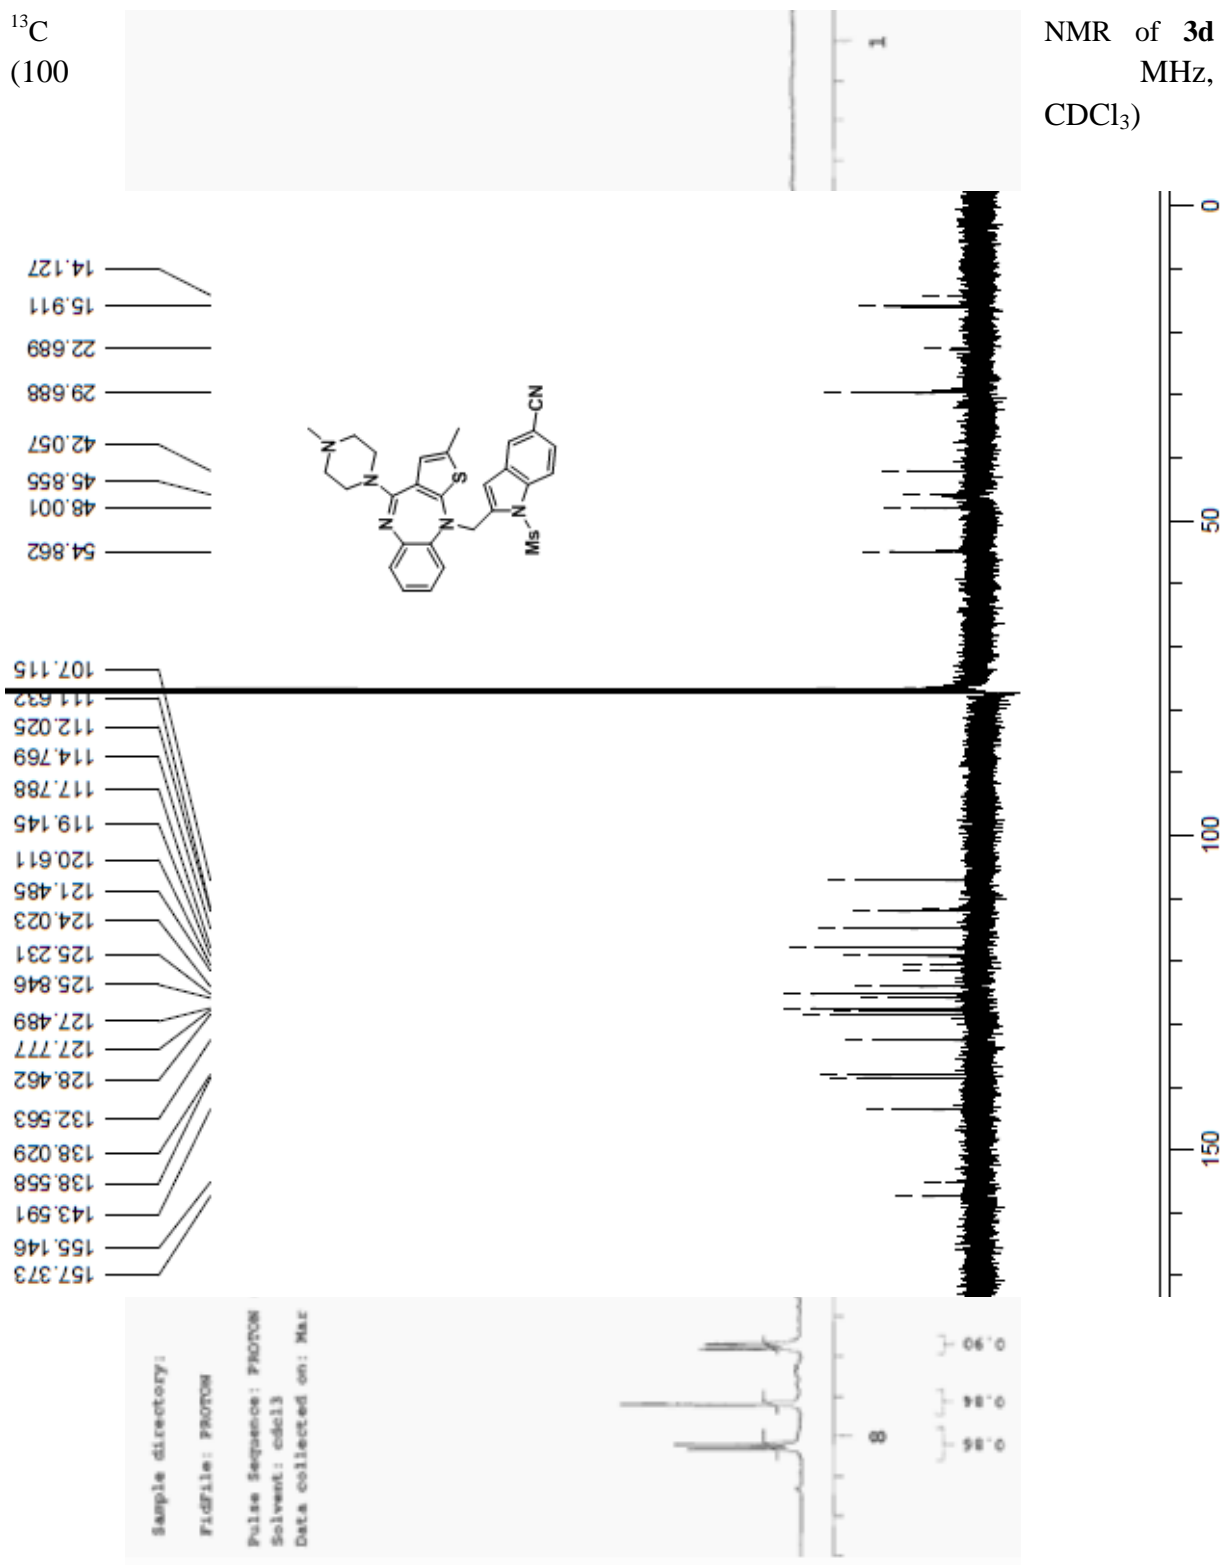 ¹³C NMR of 3d
(100 MHz,
CDCl₃)
1
0
14.127
15.911
22.689
29.688
42.057
45.855
48.001
54.862
N
N
N
N
S
N
Ms
CN
50
107.115
111.632
112.025
114.769
117.788
119.145
120.611
121.485
124.023
125.231
125.846
127.489
127.777
128.462
132.563
138.029
138.558
143.591
155.146
157.373
100
150
Sample directory:
FidFile: PROTON
Pulse Sequence: PROTON
Solvent: cdcl3
Data collected on: Mar
8
0.90
0.86
0.86